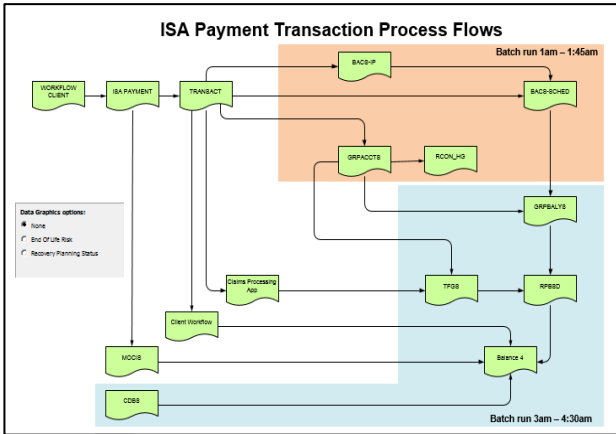 ISA Payment Transaction Process Flows
Batch run 1am – 1:45am
BACS-IP
WORKFLOW
CLIENT
ISA PAYMENT
TRANSACT
BACS-SCHED
GRPACCTS
RCON_HG
GRPBALYS
Data Graphics options:
None
End Of Life Risk
Recovery Planning Status
Claims Processing
App
TPGS
RPBSD
Client Workflow
MOCIS
Balance 4
CDBS
Batch run 3am – 4:30am